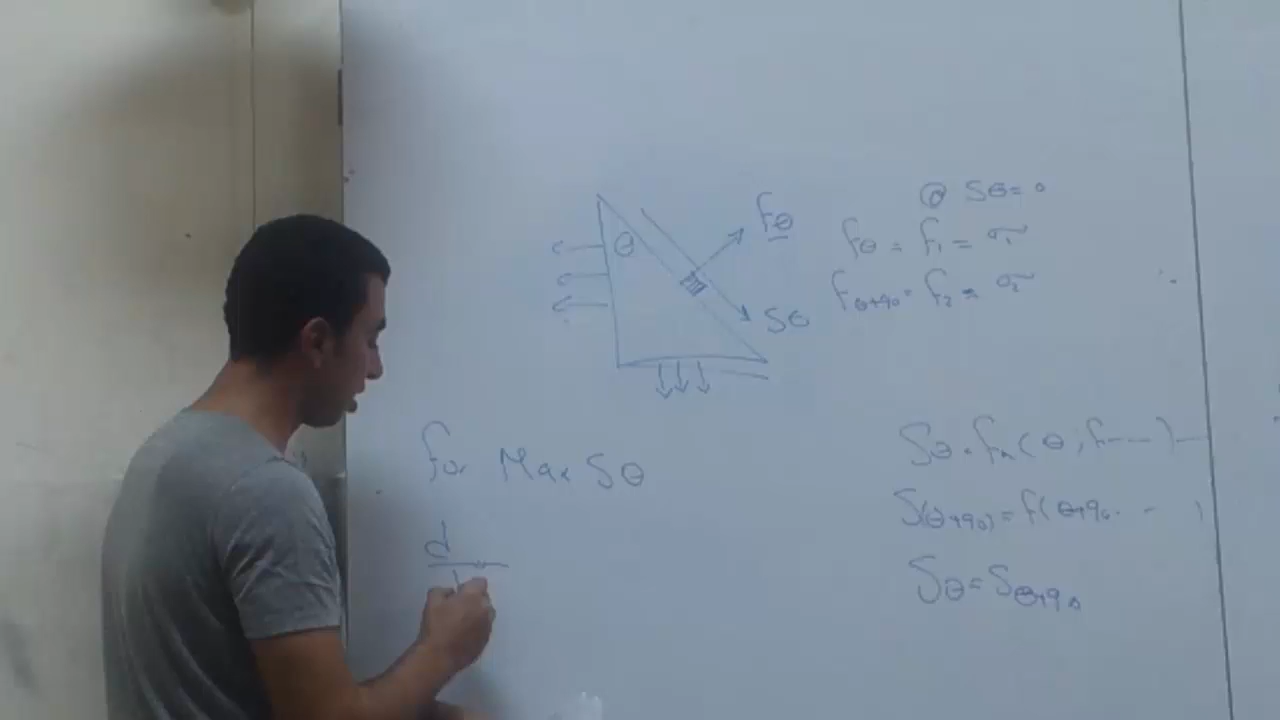 @ Sθ = 0
fθ
θ
fθ = f₁ = σ₁
fθ+90 = f₂ = σ₂
Sθ
Sθ = fn(θ, f---)---
For Max Sθ
S(θ+90) = f(θ+90. - )
d
Sθ = Sθ+90